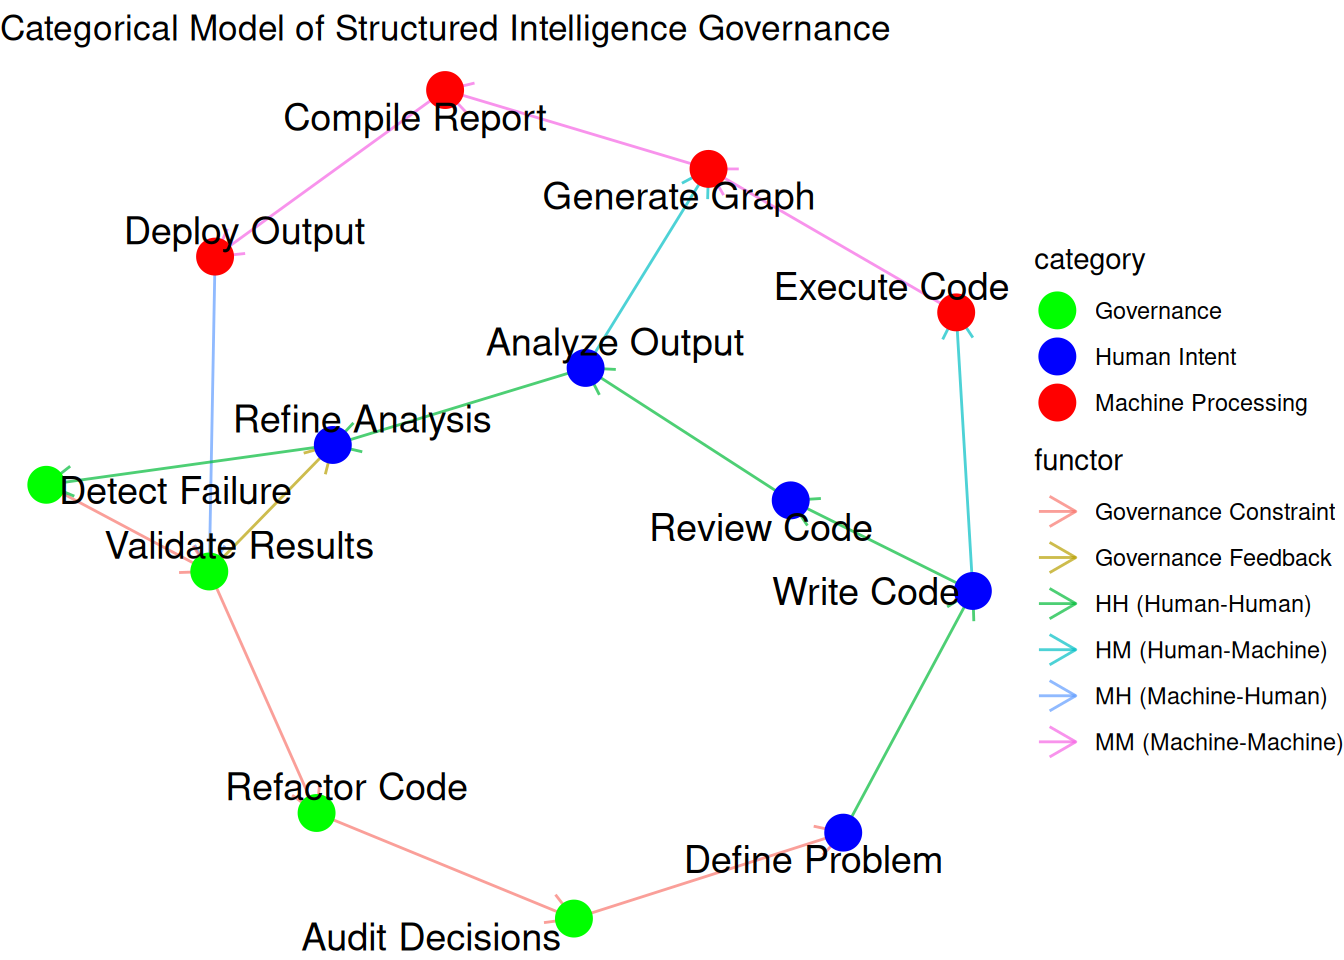 Categorical Model of Structured Intelligence Governance
Compile Report
Generate Graph
Deploy Output
Execute Code
Analyze Output
Refine Analysis
Detect Failure
Validate Results
Review Code
Write Code
Refactor Code
Define Problem
Audit Decisions
category
Governance
Human Intent
Machine Processing
functor
Governance Constraint
Governance Feedback
HH (Human-Human)
HM (Human-Machine)
MH (Machine-Human)
MM (Machine-Machine)